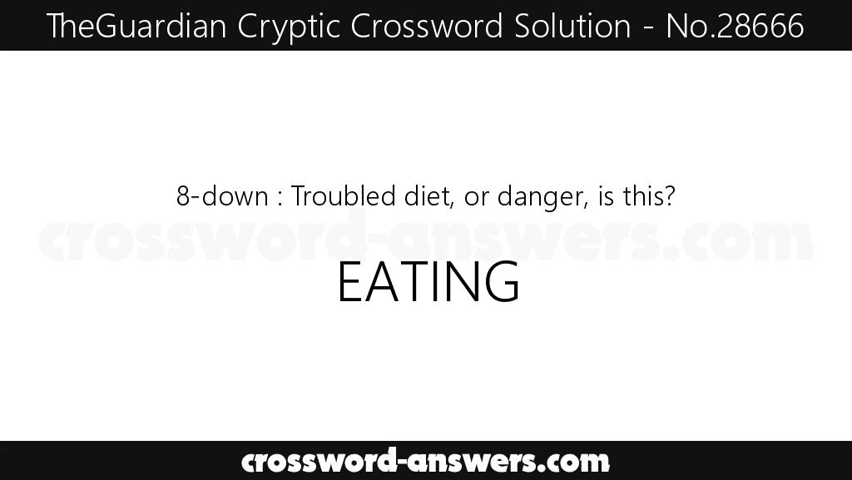 TheGuardian Cryptic Crossword Solution - No.28666
8-down : Troubled diet, or danger, is this?
crossword-answers.com
EATING
crossword-answers.com